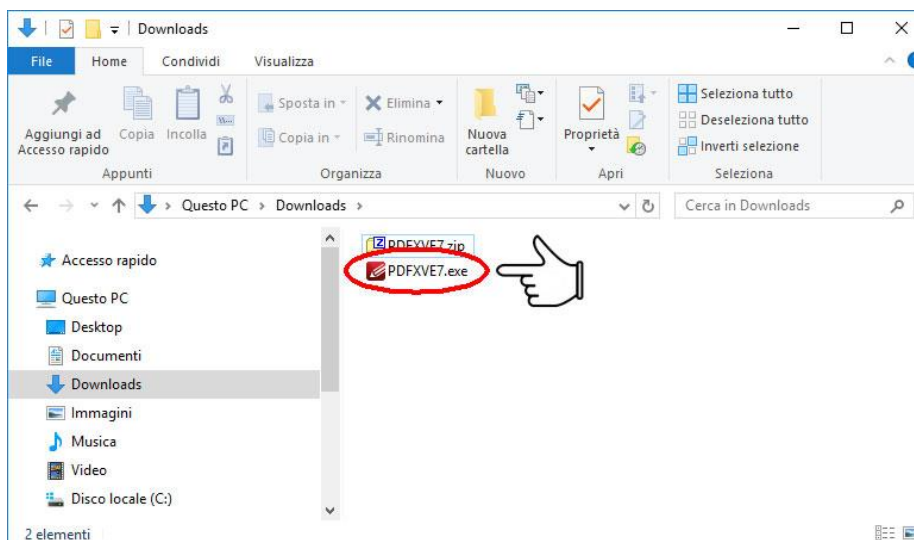 Downloads
File Home Condividi Visualizza
Aggiungi ad
Accesso rapido
Copia
Incolla
Sposta in
Copia in
Elimina
Rinomina
Nuova
cartella
Proprietà
Seleziona tutto
Deseleziona tutto
Inverti selezione
Appunti Organizza Nuovo Apri Seleziona
Questo PC > Downloads >
Cerca in Downloads
Accesso rapido
Questo PC
Desktop
Documenti
Downloads
Immagini
Musica
Video
Disco locale (C:)
PDFXVE7.zip
PDFXVE7.exe
2 elementi